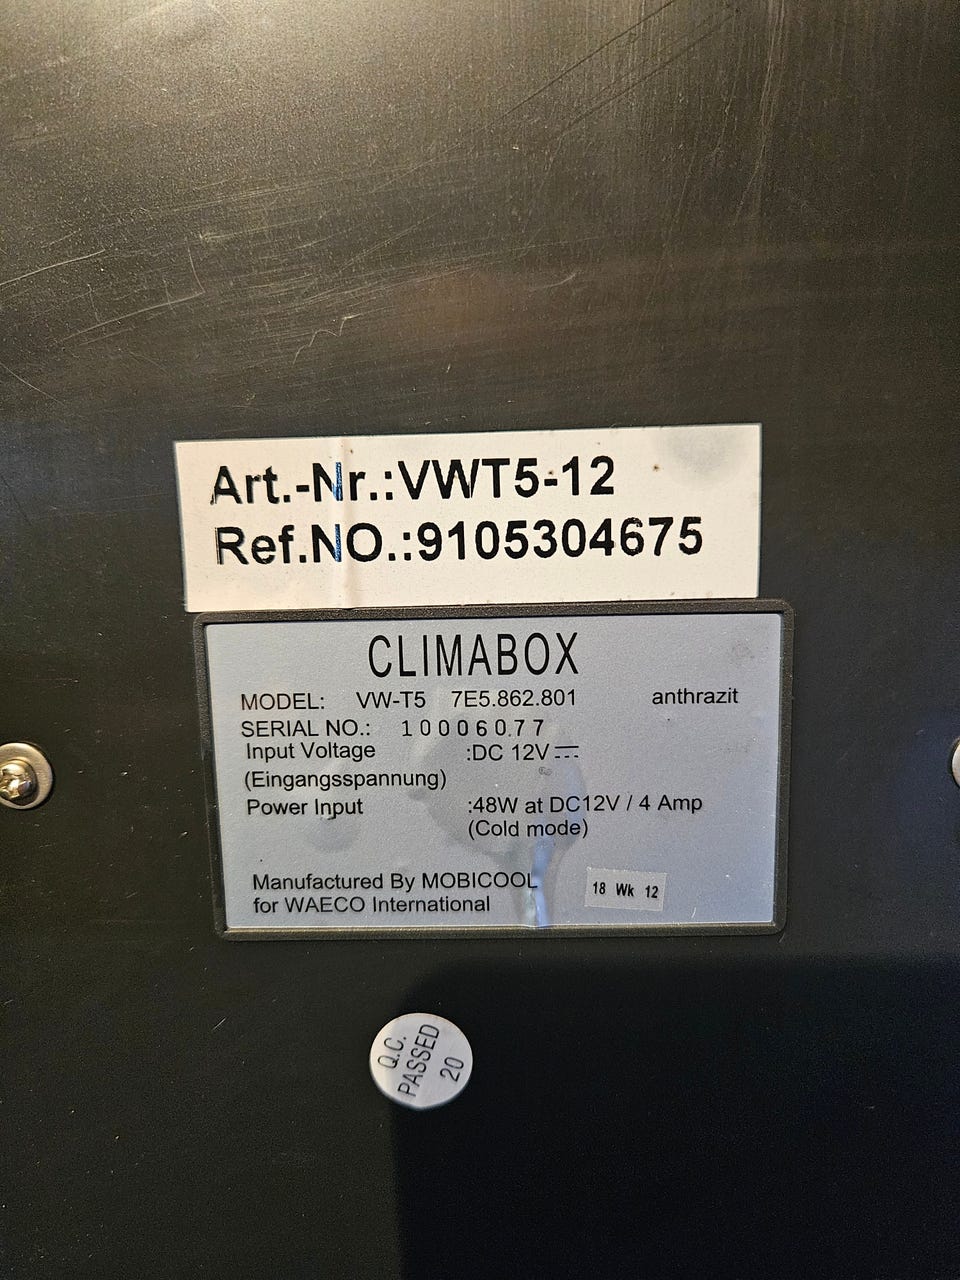 Art.-Nr.:VWT5-12
Ref.NO.:9105304675
CLIMABOX
MODEL: VW-T5 7E5.862.801 anthrazit
SERIAL NO.: 10006077
Input Voltage :DC 12V⎓
(Eingangsspannung)
Power Input :48W at DC12V / 4 Amp
(Cold mode)
Manufactured By MOBICOOL
for WAECO International
18 Wk 12
Q.C.
PASSED
20